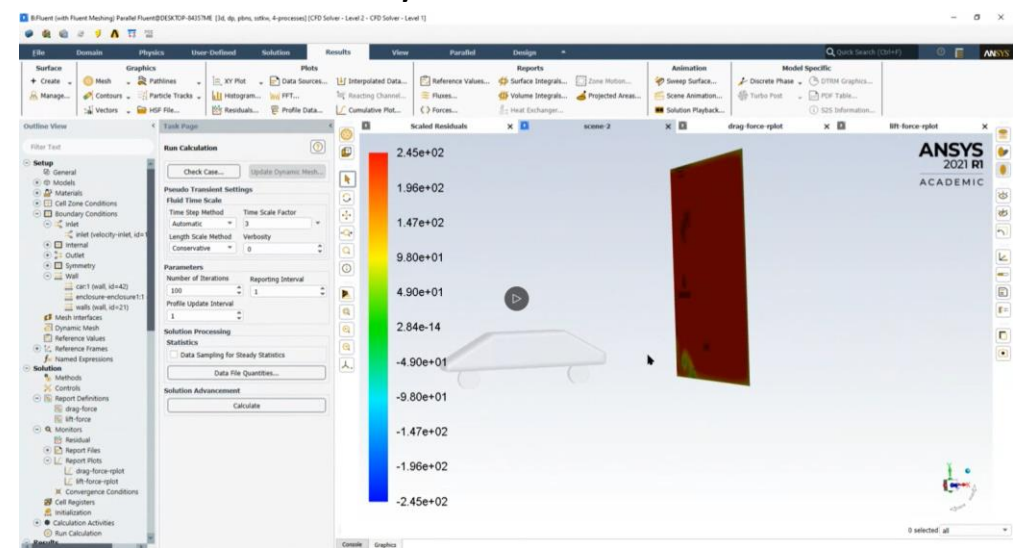 B:Fluent (with Fluent Meshing) Parallel Fluent@DESKTOP-84357ME [3d, dp, pbns, sstkw, 4-processes] [CFD Solver - Level 2 - CFD Solver - Level 1]
File Domain Physics User-Defined Solution Results View Parallel Design Quick Search (Ctrl+F) ANSYS
Surface Graphics Plots Reports Animation Model Specific
+ Create Mesh Pathlines XY Plot Data Sources... Interpolated Data... Reference Values... Surface Integrals... Zone Motion... Sweep Surface... Discrete Phase DTRM Graphics...
Manage... Contours Particle Tracks Histogram... FFT... Reacting Channel... Fluxes... Volume Integrals... Projected Areas... Scene Animation... Turbo Post PDF Table...
Vectors HSF File... Residuals... Profile Data... Cumulative Plot... Forces... Heat Exchanger... Solution Playback... S2S Information...
Outline View
Filter Text
Setup
General
Models
Materials
Cell Zone Conditions
Boundary Conditions
Inlet
inlet (velocity-inlet, id=1
Internal
Outlet
Symmetry
Wall
car:1 (wall, id=42)
enclosure-enclosure1:1
walls (wall, id=21)
Mesh Interfaces
Dynamic Mesh
Reference Values
Reference Frames
Named Expressions
Solution
Methods
Controls
Report Definitions
drag-force
lift-force
Monitors
Residual
Report Files
Report Plots
drag-force-rplot
lift-force-rplot
Convergence Conditions
Cell Registers
Initialization
Calculation Activities
Run Calculation
Results
Task Page
Run Calculation
Check Case... Update Dynamic Mesh...
Pseudo Transient Settings
Fluid Time Scale
Time Step Method Time Scale Factor
Automatic 3
Length Scale Method Verbosity
Conservative 0
Parameters
Number of Iterations Reporting Interval
100 1
Profile Update Interval
1
Solution Processing
Statistics
Data Sampling for Steady Statistics
Data File Quantities...
Solution Advancement
Calculate
Scaled Residuals scene-2 drag-force-rplot lift-force-rplot
2.45e+02
1.96e+02
1.47e+02
9.80e+01
4.90e+01
2.84e-14
-4.90e+01
-9.80e+01
-1.47e+02
-1.96e+02
-2.45e+02
ANSYS
2021 R1
ACADEMIC
0 selected all
Console Graphics